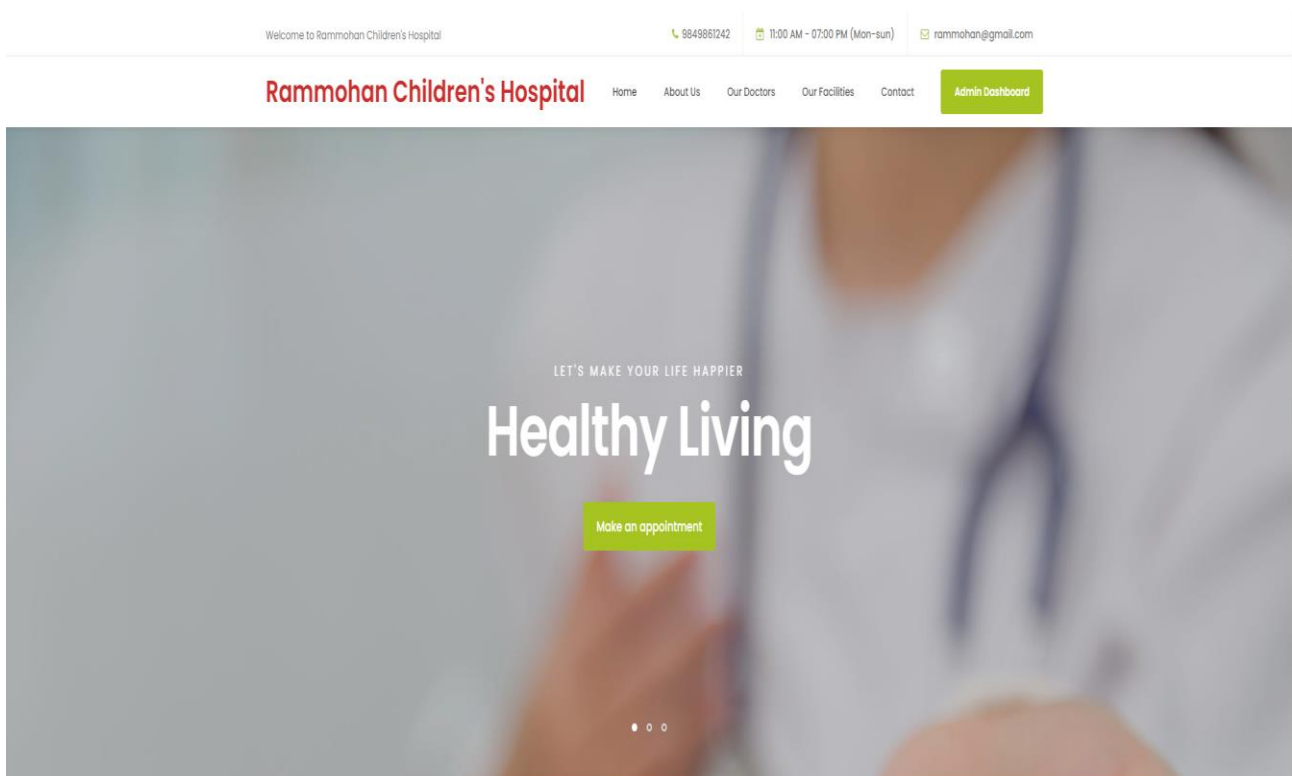 Welcome to Rammohan Children's Hospital 9849861242 11:00 AM - 07:00 PM (Mon-sun) rammohan@gmail.com
Rammohan Children's Hospital Home About Us Our Doctors Our Facilities Contact Admin Dashboard
LET'S MAKE YOUR LIFE HAPPIER
Healthy Living
Make an appointment